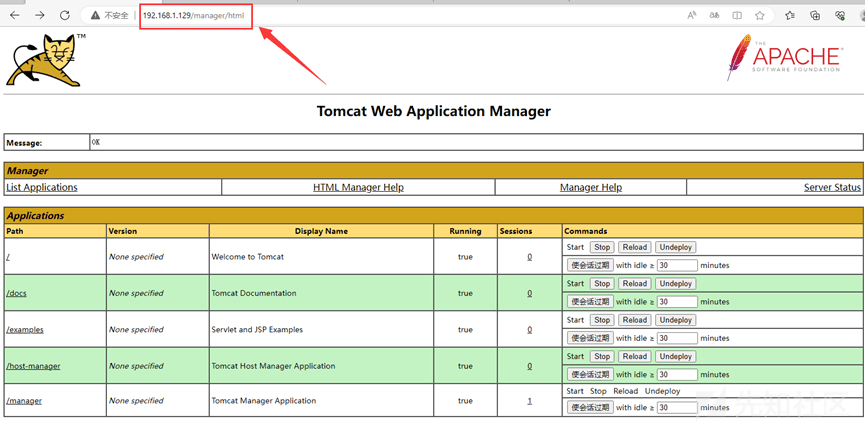 不安全 192.168.1.129/manager/html
TM
THE
APACHE®
SOFTWARE FOUNDATION
Tomcat Web Application Manager
Message: OK
Manager
List Applications HTML Manager Help Manager Help Server Status
Applications
Path Version Display Name Running Sessions Commands
/ None specified Welcome to Tomcat true 0 Start Stop Reload Undeploy
使会话过期 with idle ≥ 30 minutes
/docs None specified Tomcat Documentation true 0 Start Stop Reload Undeploy
使会话过期 with idle ≥ 30 minutes
/examples None specified Servlet and JSP Examples true 0 Start Stop Reload Undeploy
使会话过期 with idle ≥ 30 minutes
/host-manager None specified Tomcat Host Manager Application true 0 Start Stop Reload Undeploy
使会话过期 with idle ≥ 30 minutes
/manager None specified Tomcat Manager Application true 1 Start Stop Reload Undeploy
使会话过期 with idle ≥ 30 minutes
先知社区